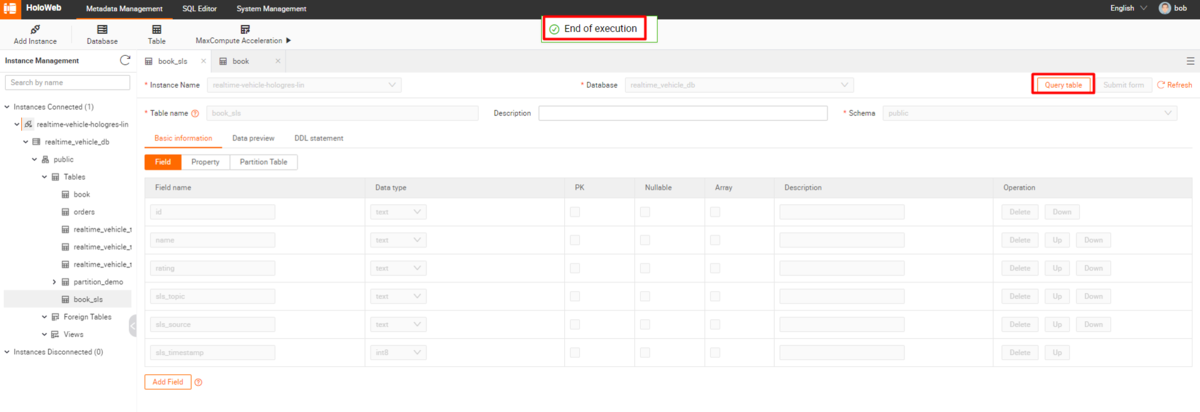 HoloWeb Metadata Management SQL Editor System Management English bob
End of execution
Add Instance Database Table MaxCompute Acceleration
Instance Management
book_sls book
Search by name
* Instance Name realtime-vehicle-hologres-lin * Database realtime_vehicle_db Query table Submit form Refresh
Instances Connected (1)
* Table name book_sls Description * Schema public
realtime-vehicle-hologres-lin
realtime_vehicle_db
Basic information Data preview DDL statement
public
Field Property Partition Table
Tables
Field name Data type PK Nullable Array Description Operation
book
id text Delete Down
orders
realtime_vehicle_t
name text Delete Up Down
realtime_vehicle_t
realtime_vehicle_t
rating text Delete Up Down
partition_demo
book_sls
sls_topic text Delete Up Down
Foreign Tables
sls_source text Delete Up Down
Views
Instances Disconnected (0)
sls_timestamp int8 Delete Up
Add Field